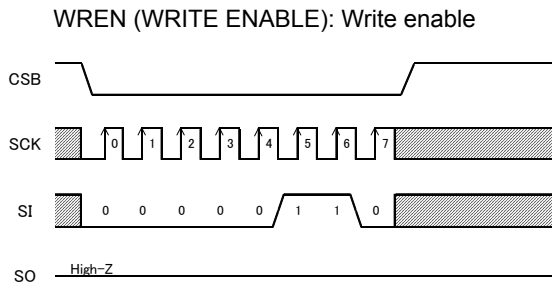 WREN (WRITE ENABLE): Write enable
CSB
SCK
0 1 2 3 4 5 6 7
SI
0 0 0 0 0 1 1 0
SO
High-Z